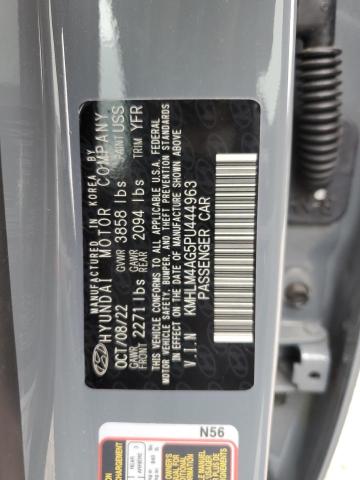 MANUFACTURED IN KOREA BY
HYUNDAI MOTOR COMPANY
OCT/08/22 GVWR 3858 lbs PAINT USS
GAWR FRONT 2271lbs GAWR REAR 2094 lbs TRIM YFR
THIS VEHICLE CONFORMS TO ALL APPLICABLE U.S.A. FEDERAL
MOTOR VEHICLE SAFETY, BUMPER, AND THEFT PREVENTION STANDARDS
IN EFFECT ON THE DATE OF MANUFACTURE SHOWN ABOVE.
V.I.N KMHLM4AG5PU444963
PASSENGER CAR
N56